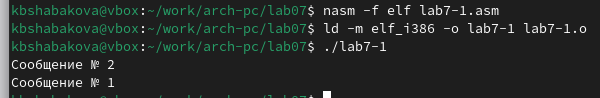 kbshabakova@vbox:~/work/arch-pc/lab07$ nasm -f elf lab7-1.asm
kbshabakova@vbox:~/work/arch-pc/lab07$ ld -m elf_i386 -o lab7-1 lab7-1.o
kbshabakova@vbox:~/work/arch-pc/lab07$ ./lab7-1
Сообщение № 2
Сообщение № 1
kbshabakova@vbox:~/work/arch-pc/lab07$